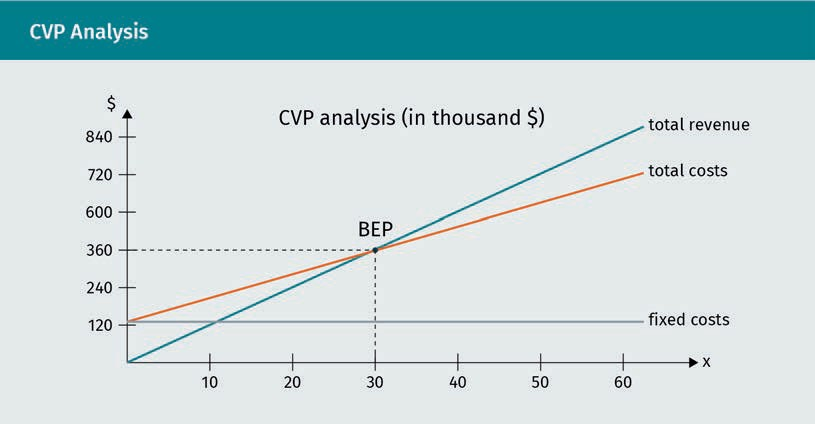 CVP Analysis
$
CVP analysis (in thousand $)
840
total revenue
720
total costs
600
BEP
360
240
120
fixed costs
x
10 20 30 40 50 60